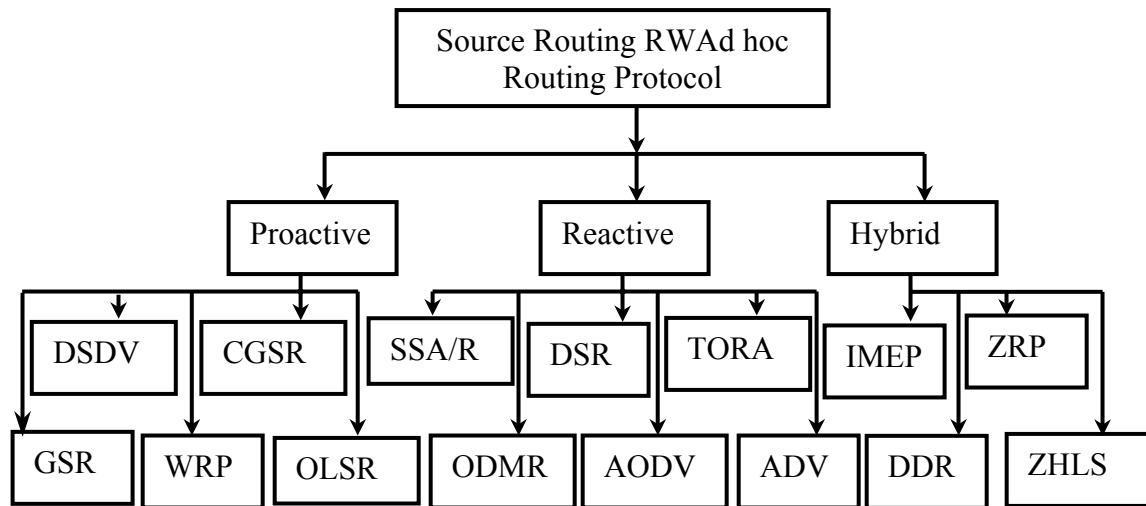 Source Routing RWAd hoc
Routing Protocol
Proactive
Reactive
Hybrid
DSDV
CGSR
SSA/R
DSR
TORA
IMEP
ZRP
GSR
WRP
OLSR
ODMR
AODV
ADV
DDR
ZHLS